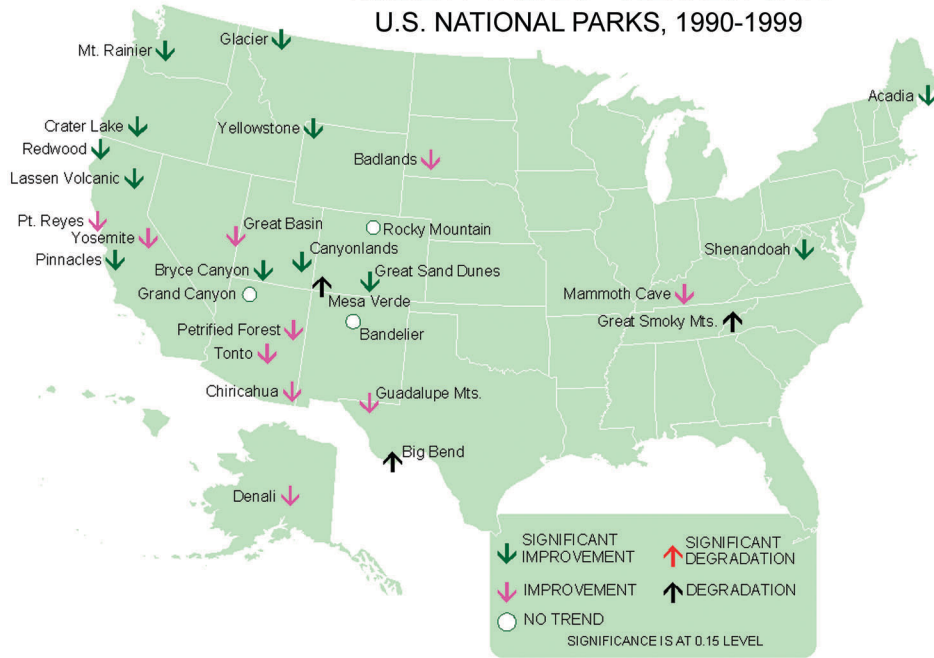 U.S. NATIONAL PARKS, 1990-1999
Glacier
Mt. Rainier
Acadia
Crater Lake
Yellowstone
Redwood
Badlands
Lassen Volcanic
Pt. Reyes
Great Basin
Rocky Mountain
Yosemite
Canyonlands
Shenandoah
Pinnacles
Bryce Canyon
Great Sand Dunes
Grand Canyon
Mesa Verde
Mammoth Cave
Great Smoky Mts.
Petrified Forest
Bandelier
Tonto
Chiricahua
Guadalupe Mts.
Big Bend
Denali
SIGNIFICANT
IMPROVEMENT
SIGNIFICANT
DEGRADATION
IMPROVEMENT
DEGRADATION
NO TREND
SIGNIFICANCE IS AT 0.15 LEVEL